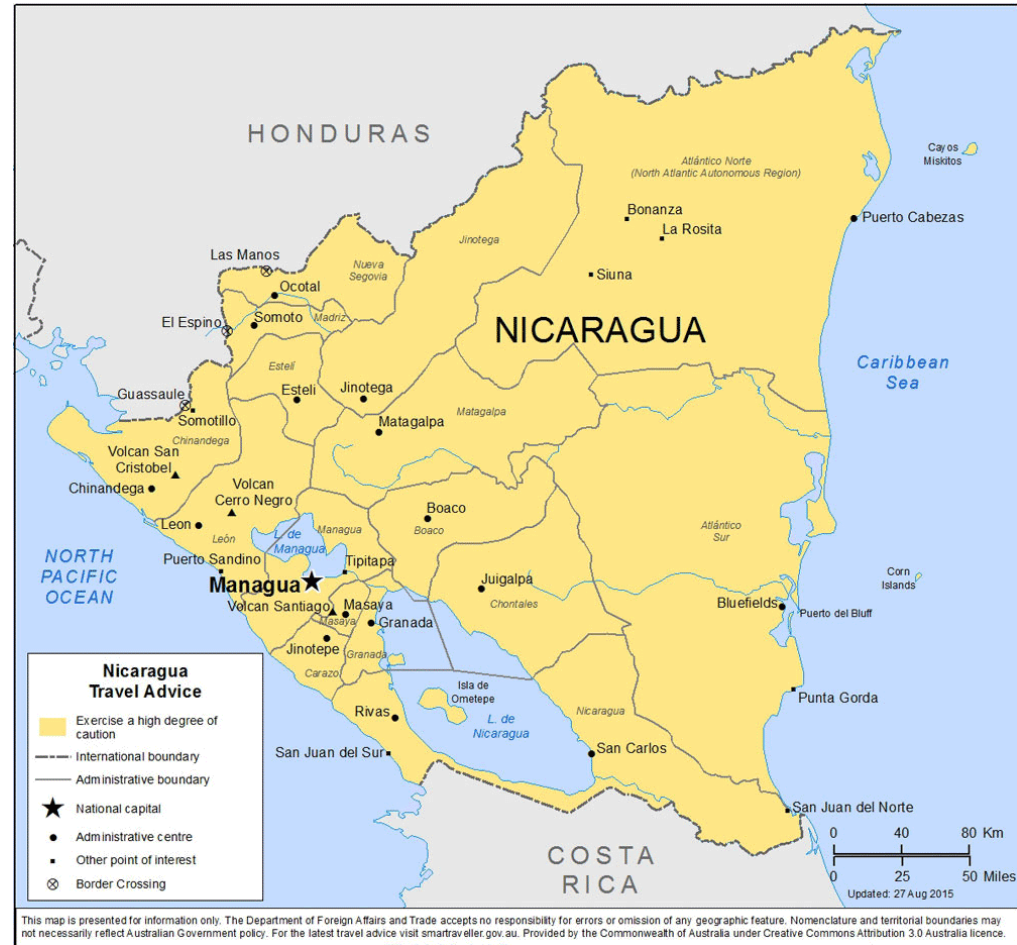 HONDURAS
Atlántico Norte
(North Atlantic Autonomous Region)
Cayos
Miskitos
Bonanza
La Rosita
Puerto Cabezas
Jinotega
Las Manos
Nueva
Segovia
Siuna
Ocotal
El Espino
Somoto
Madriz
NICARAGUA
Caribbean
Sea
Estelí
Esteli
Jinotega
Guassaule
Somotillo
Matagalpa
Matagalpa
Chinandega
Volcan San
Cristobel
Chinandega
Volcan
Cerro Negro
Boaco
Boaco
Leon
León
Managua
L. de
Managua
Atlántico
Sur
NORTH
PACIFIC
OCEAN
Puerto Sandino
Tipitapa
Managua
Juigalpa
Chontales
Corn
Islands
Volcan Santiago
Masaya
Masaya
Granada
Bluefields
Puerto del Bluff
Jinotepe
Granada
Carazo
Isla de
Ometepe
Rivas
L. de
Nicaragua
Nicaragua
Punta Gorda
San Juan del Sur
San Carlos
San Juan del Norte
COSTA
RICA
Nicaragua
Travel Advice
Exercise a high degree of
caution
International boundary
Administrative boundary
National capital
Administrative centre
Other point of interest
Border Crossing
0 40 80 Km
0 25 50 Miles
Updated: 27 Aug 2015
This map is presented for information only. The Department of Foreign Affairs and Trade accepts no responsibility for errors or omission of any geographic feature. Nomenclature and territorial boundaries may
not necessarily reflect Australian Government policy. For the latest travel advice visit smartraveller.gov.au. Provided by the Commonwealth of Australia under Creative Commons Attribution 3.0 Australia licence.